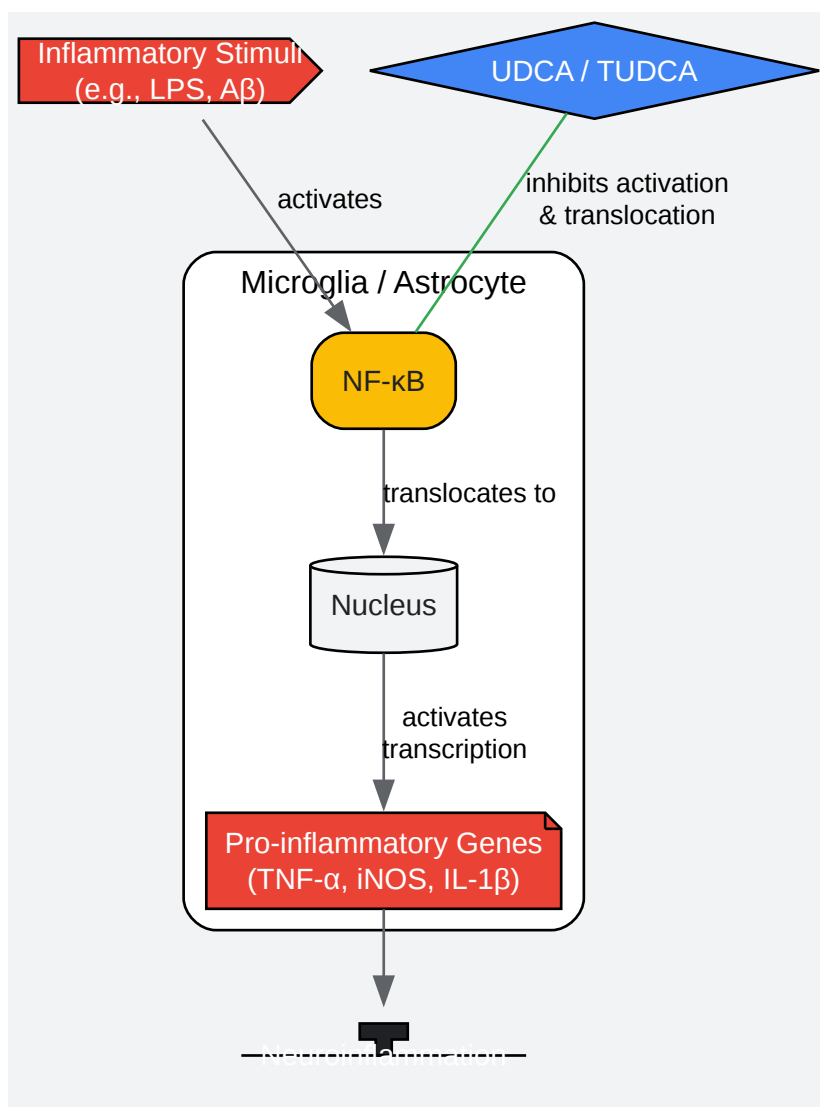 Inflammatory Stimuli
(e.g., LPS, Aβ)
UDCA / TUDCA
activates
inhibits activation
& translocation
Microglia / Astrocyte
NF-κB
translocates to
Nucleus
activates
transcription
Pro-inflammatory Genes
(TNF-α, iNOS, IL-1β)
Neuroinflammation